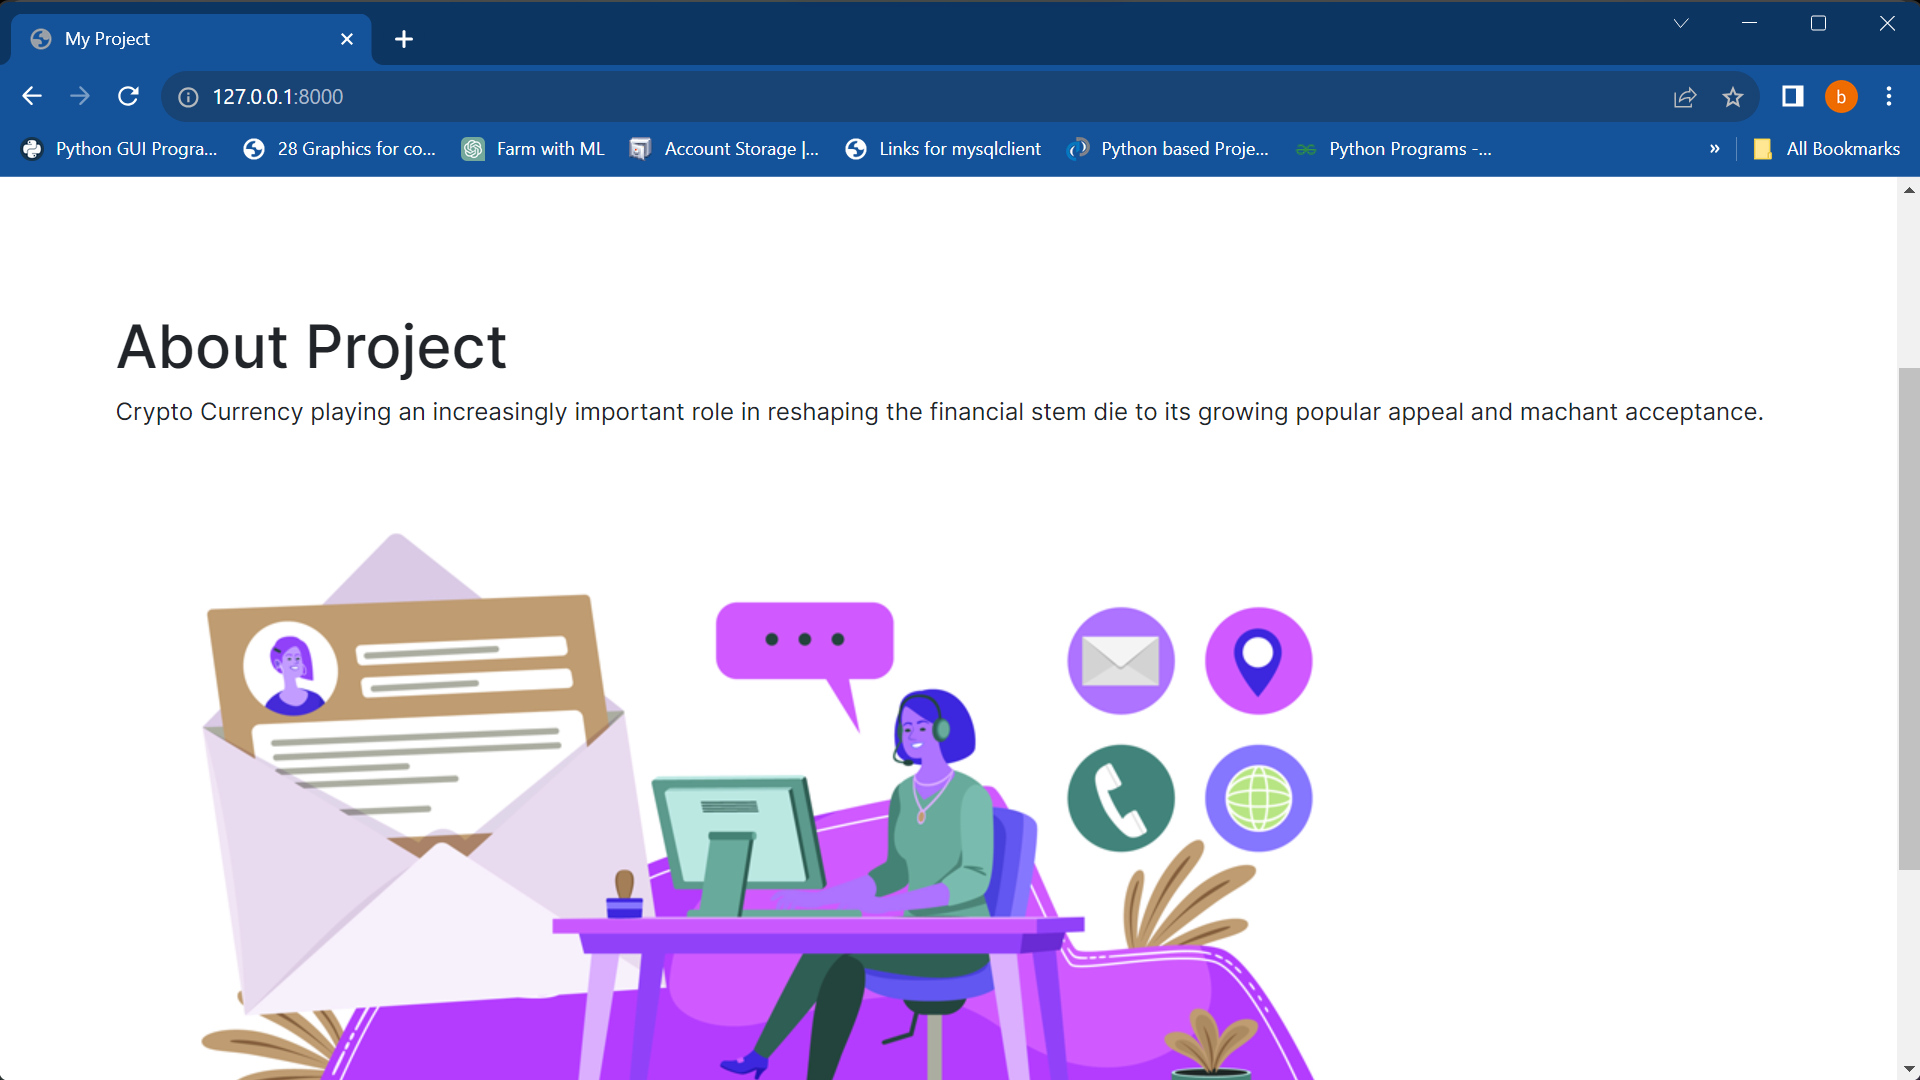 My Project
127.0.0.1:8000
b
Python GUI Progra...
28 Graphics for co...
Farm with ML
Account Storage |...
Links for mysqlclient
Python based Proje...
Python Programs -...
»
All Bookmarks
About Project
Crypto Currency playing an increasingly important role in reshaping the financial stem die to its growing popular appeal and machant acceptance.